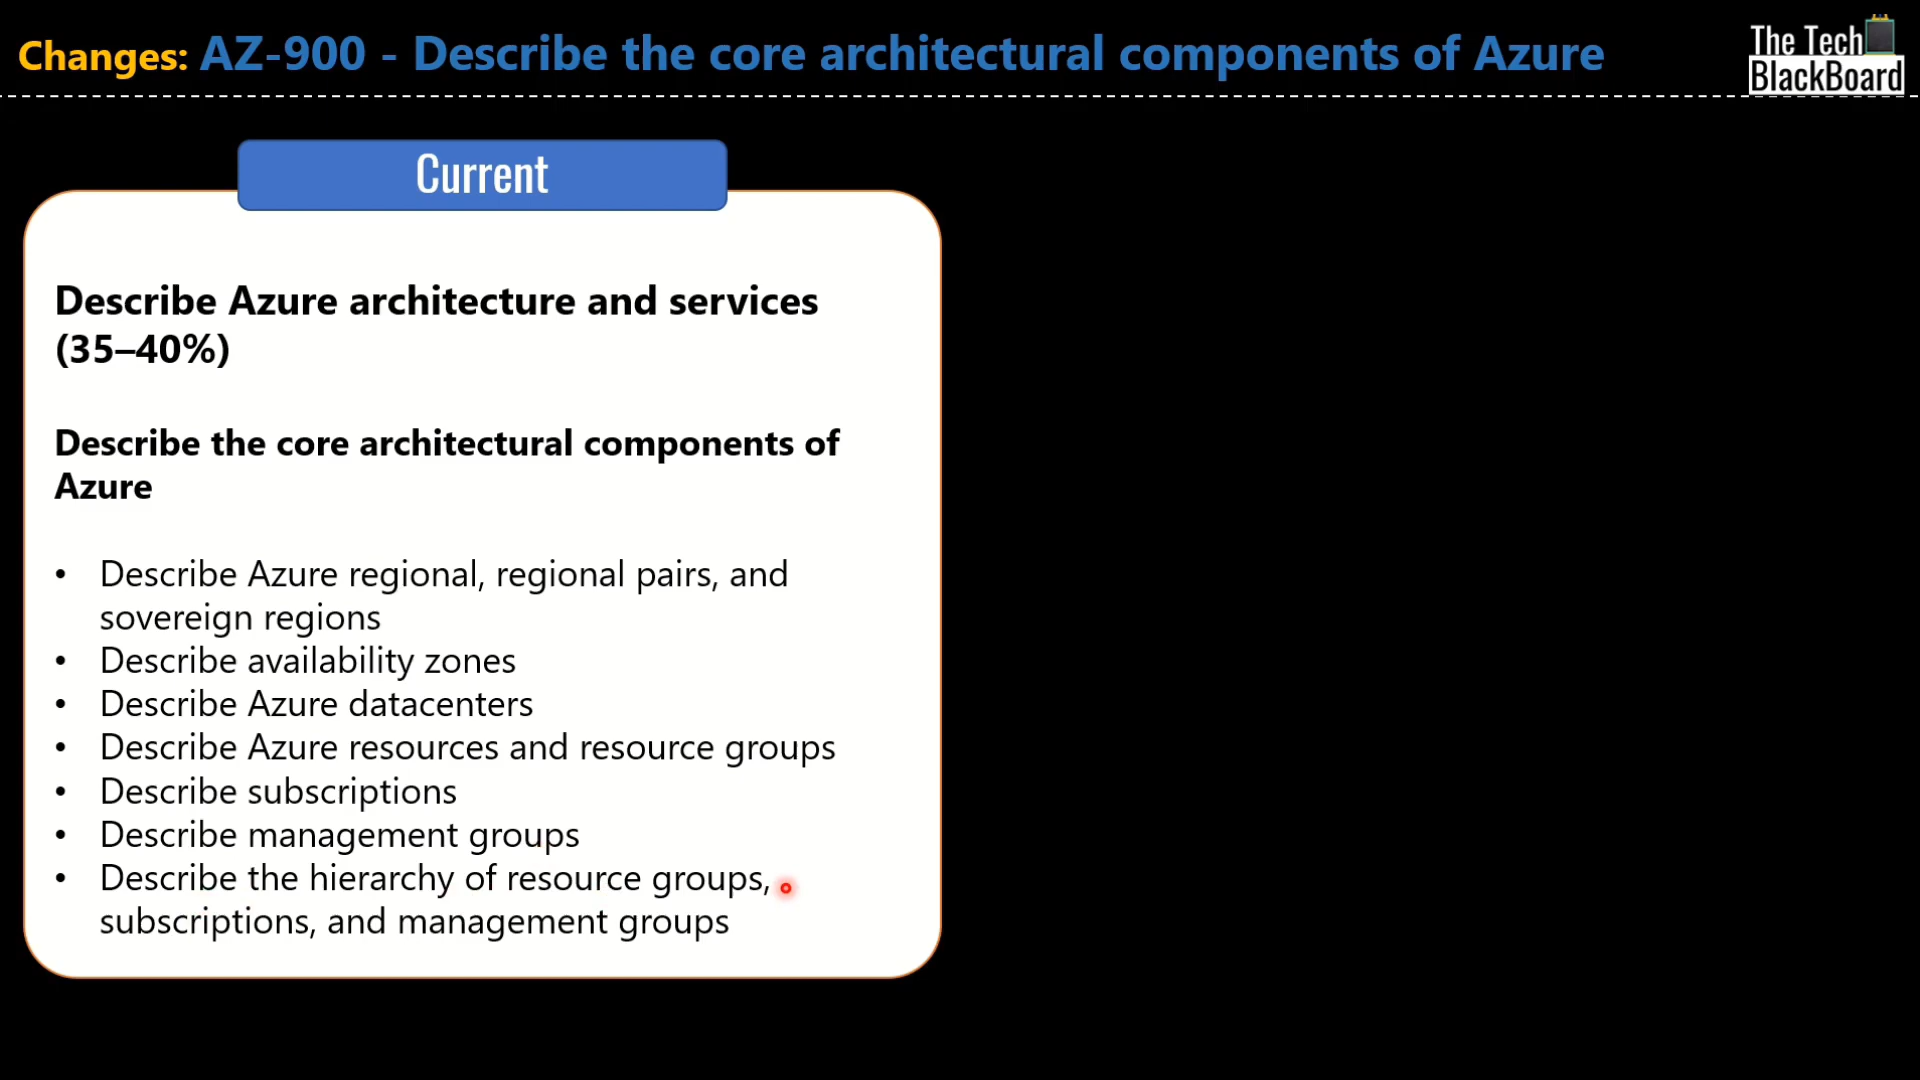 Changes: AZ-900 - Describe the core architectural components of Azure
The Tech
BlackBoard
Current
Describe Azure architecture and services
(35–40%)
Describe the core architectural components of
Azure
• Describe Azure regional, regional pairs, and
sovereign regions
• Describe availability zones
• Describe Azure datacenters
• Describe Azure resources and resource groups
• Describe subscriptions
• Describe management groups
• Describe the hierarchy of resource groups,
subscriptions, and management groups